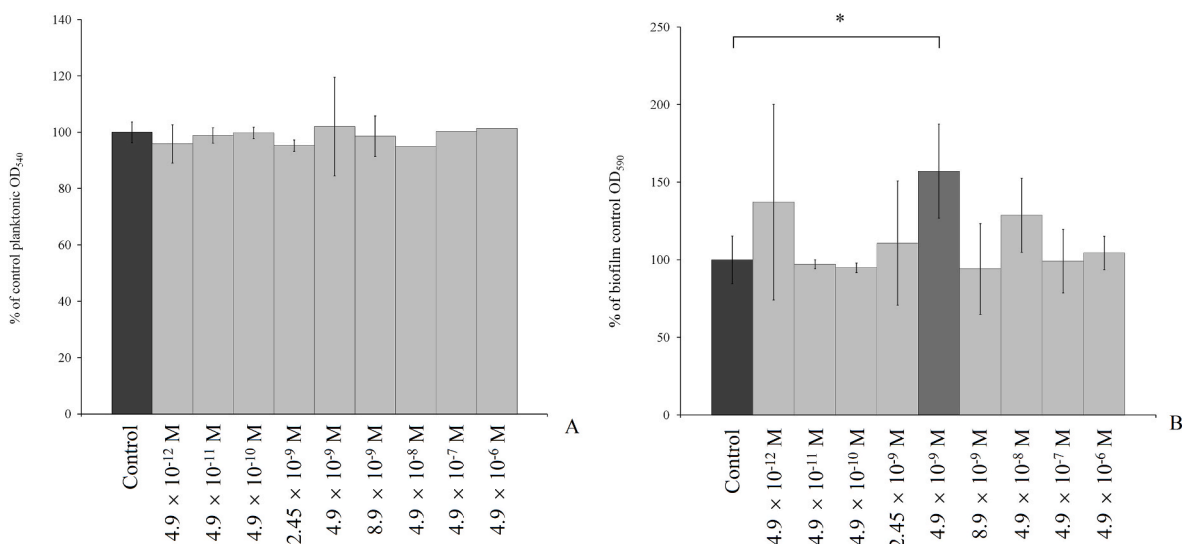 % of control planktonic OD₅₄₀
140
120
100
80
60
40
20
0
Control
4.9 × 10⁻¹² M
4.9 × 10⁻¹¹ M
4.9 × 10⁻¹⁰ M
2.45 × 10⁻⁹ M
4.9 × 10⁻⁹ M
8.9 × 10⁻⁹ M
4.9 × 10⁻⁸ M
4.9 × 10⁻⁷ M
4.9 × 10⁻⁶ M
A
% of biofilm control OD₅₉₀
250
200
150
100
50
0
*
Control
4.9 × 10⁻¹² M
4.9 × 10⁻¹¹ M
4.9 × 10⁻¹⁰ M
2.45 × 10⁻⁹ M
4.9 × 10⁻⁹ M
8.9 × 10⁻⁹ M
4.9 × 10⁻⁸ M
4.9 × 10⁻⁷ M
4.9 × 10⁻⁶ M
B